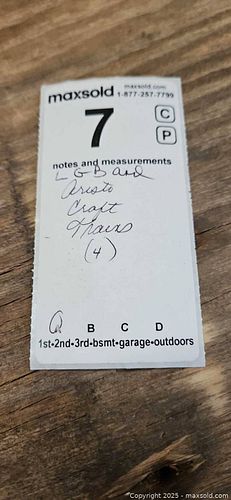 maxsold maxsold.com
1-877-257-7799
7 C
P
notes and measurements
LGB and
Aristo
Craft
Trains
(4)
A B C D
1st•2nd•3rd•bsmt•garage•outdoors
Copyright © 2025 - maxsold.com